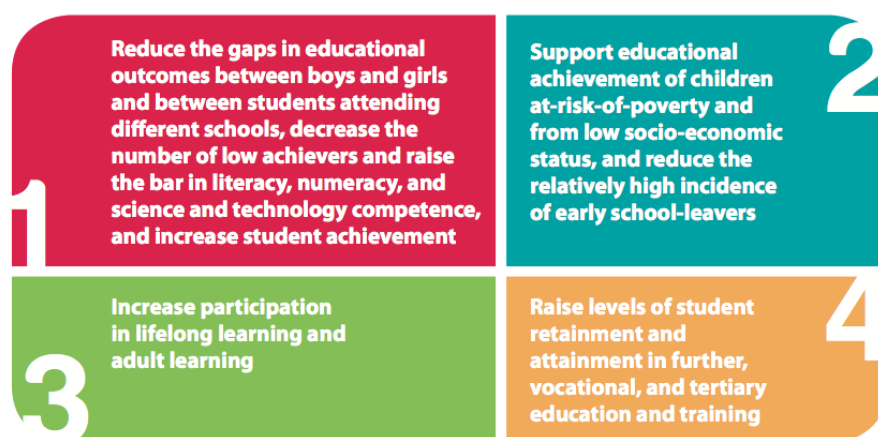 1
Reduce the gaps in educational
outcomes between boys and girls
and between students attending
different schools, decrease the
number of low achievers and raise
the bar in literacy, numeracy, and
science and technology competence,
and increase student achievement
2
Support educational
achievement of children
at-risk-of-poverty and
from low socio-economic
status, and reduce the
relatively high incidence
of early school-leavers
3
Increase participation
in lifelong learning and
adult learning
4
Raise levels of student
retainment and
attainment in further,
vocational, and tertiary
education and training